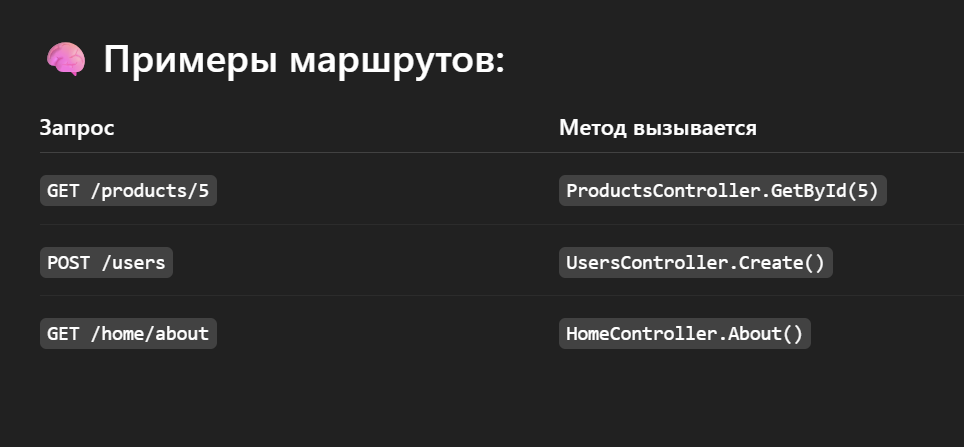 Примеры маршрутов:
Запрос Метод вызывается
GET /products/5 ProductsController.GetById(5)
POST /users UsersController.Create()
GET /home/about HomeController.About()